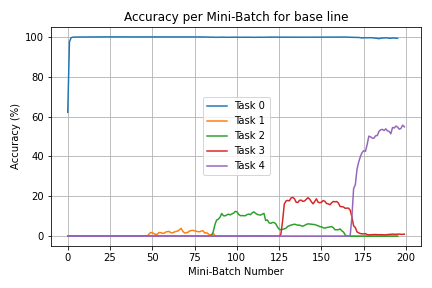 Accuracy per Mini-Batch for base line
Accuracy (%)
100
80
60
40
20
0
Task 0
Task 1
Task 2
Task 3
Task 4
0 25 50 75 100 125 150 175 200
Mini-Batch Number